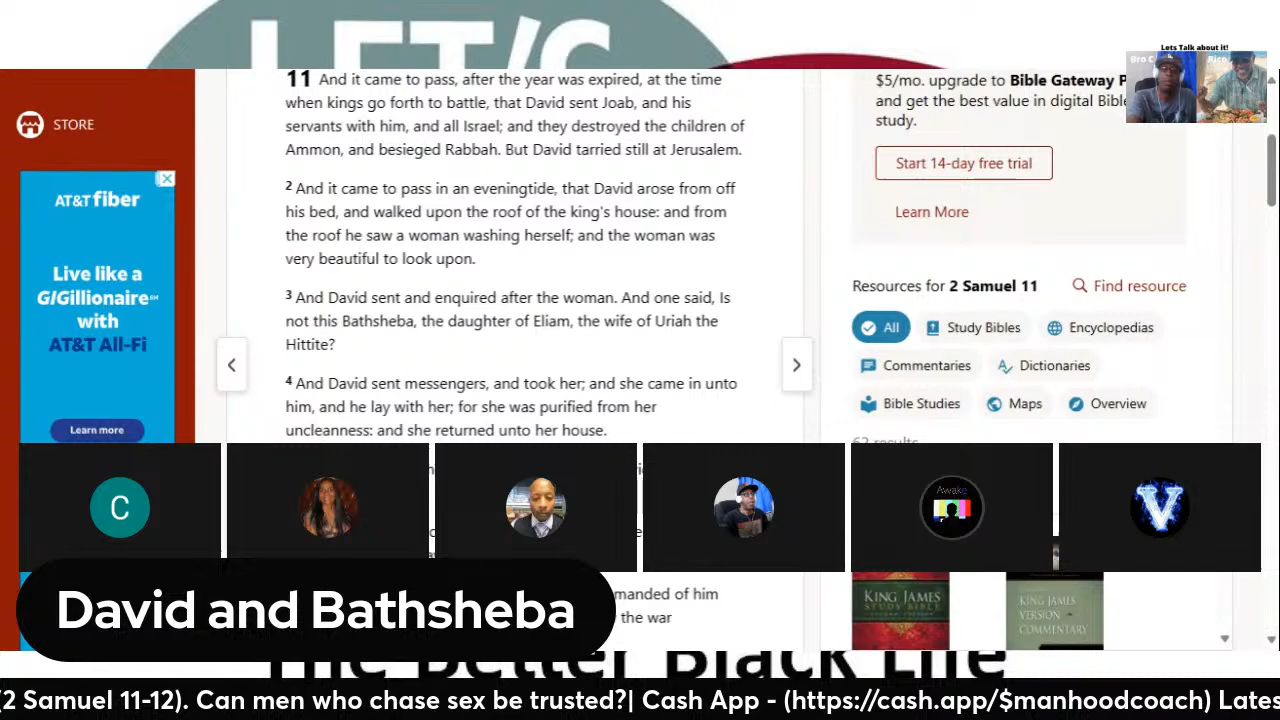 LET'S
Lets Talk about it!
Bro C
Rico
STORE
AT&T fiber
Live like a
GIGillionaire℠
with
AT&T All-Fi
Learn more
11 And it came to pass, after the year was expired, at the time
when kings go forth to battle, that David sent Joab, and his
servants with him, and all Israel; and they destroyed the children of
Ammon, and besieged Rabbah. But David tarried still at Jerusalem.
2 And it came to pass in an eveningtide, that David arose from off
his bed, and walked upon the roof of the king's house: and from
the roof he saw a woman washing herself; and the woman was
very beautiful to look upon.
3 And David sent and enquired after the woman. And one said, Is
not this Bathsheba, the daughter of Eliam, the wife of Uriah the
Hittite?
4 And David sent messengers, and took her; and she came in unto
him, and he lay with her; for she was purified from her
uncleanness: and she returned unto her house.
manded of him
the war
$5/mo. upgrade to Bible Gateway P
and get the best value in digital Bible
study.
Start 14-day free trial
Learn More
Resources for 2 Samuel 11
Find resource
All
Study Bibles
Encyclopedias
Commentaries
Dictionaries
Bible Studies
Maps
Overview
62 results
C
Awake
V
KING JAMES
STUDY BIBLE
KING JAMES
VERSION
COMMENTARY
David and Bathsheba
The Better Black Life
(2 Samuel 11-12). Can men who chase sex be trusted?| Cash App - (https://cash.app/$manhoodcoach) Lates